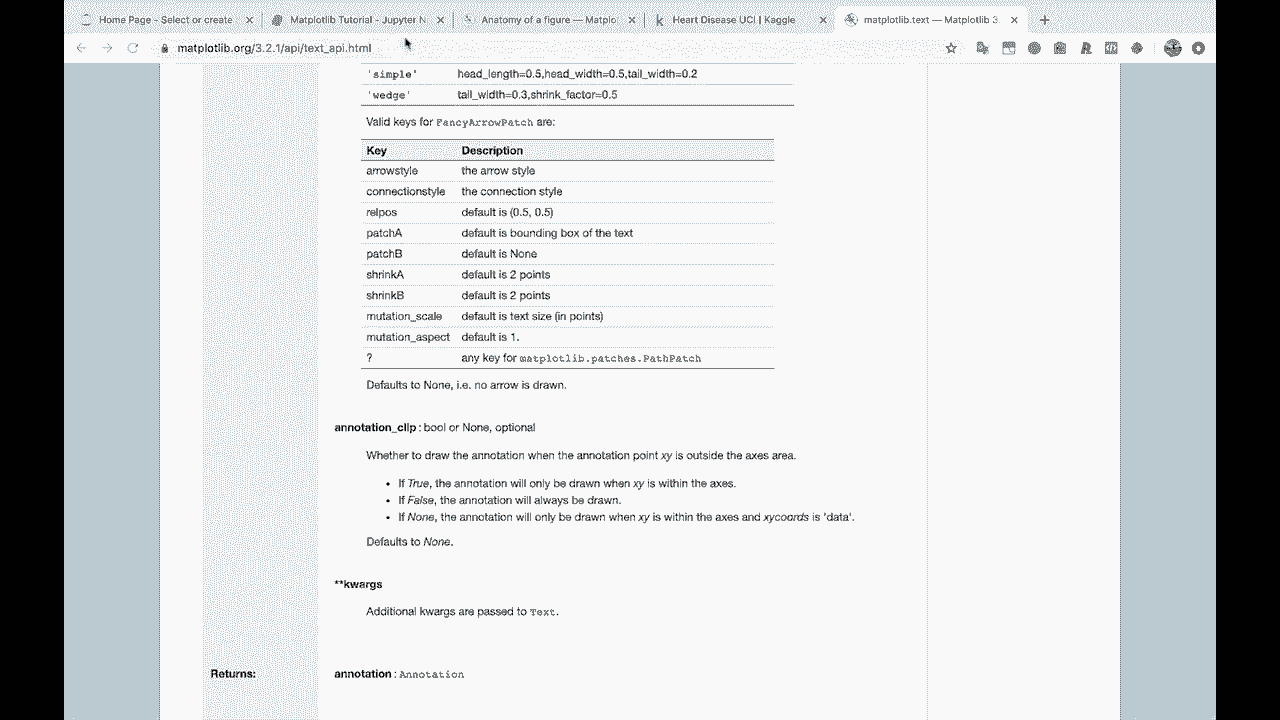 Home Page - Select or create
Matplotlib Tutorial - Jupyter N
Anatomy of a figure — Matplo
Heart Disease UCI | Kaggle
matplotlib.text — Matplotlib 3.
matplotlib.org/3.2.1/api/text_api.html
'simple' head_length=0.5,head_width=0.5,tail_width=0.2
'wedge' tail_width=0.3,shrink_factor=0.5
Valid keys for FancyArrowPatch are:
Key Description
arrowstyle the arrow style
connectionstyle the connection style
relpos default is (0.5, 0.5)
patchA default is bounding box of the text
patchB default is None
shrinkA default is 2 points
shrinkB default is 2 points
mutation_scale default is text size (in points)
mutation_aspect default is 1.
? any key for matplotlib.patches.PathPatch
Defaults to None, i.e. no arrow is drawn.
annotation_clip : bool or None, optional
Whether to draw the annotation when the annotation point xy is outside the axes area.
• If True, the annotation will only be drawn when xy is within the axes.
• If False, the annotation will always be drawn.
• If None, the annotation will only be drawn when xy is within the axes and xycoords is 'data'.
Defaults to None.
**kwargs
Additional kwargs are passed to Text.
Returns: annotation : Annotation